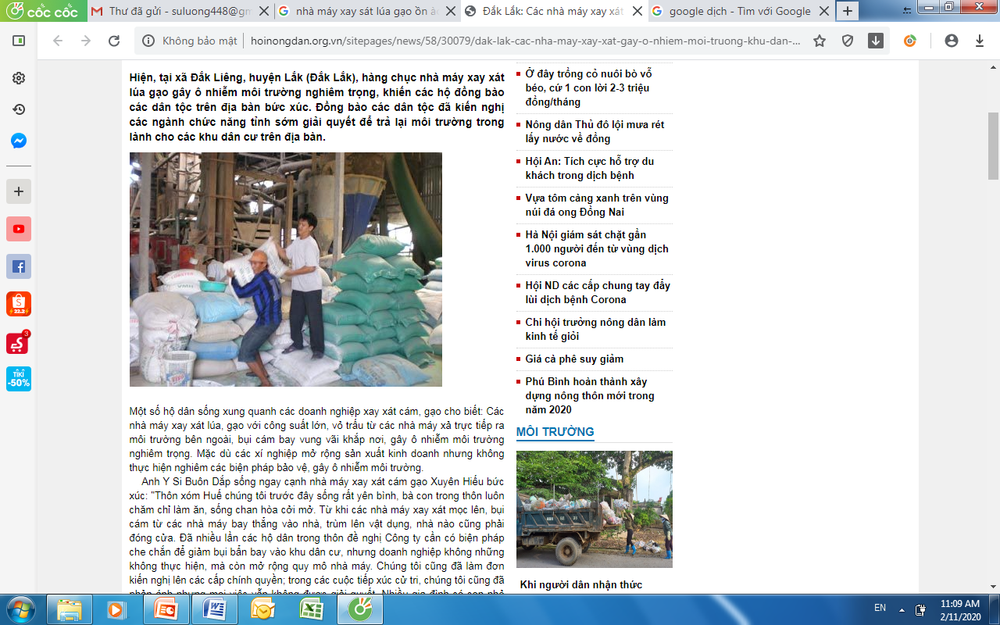 cốc cốc
Thư đã gửi - suluong448@gm
nhà máy xay sát lúa gạo ồn à
Đắk Lắk: Các nhà máy xay xát
google dịch - Tìm với Google
Không bảo mật
hoinongdan.org.vn/sitepages/news/58/30079/dak-lak-cac-nha-may-xay-xat-gay-o-nhiem-moi-truong-khu-dan-...
Hiện, tại xã Đắk Liêng, huyện Lắk (Đắk Lắk), hàng chục nhà máy xay xát
lúa gạo gây ô nhiễm môi trường nghiêm trọng, khiến các hộ đồng bào
các dân tộc trên địa bàn bức xúc. Đồng bào các dân tộc đã kiến nghị
các ngành chức năng tỉnh sớm giải quyết để trả lại môi trường trong
lành cho các khu dân cư trên địa bàn.
Một số hộ dân sống xung quanh các doanh nghiệp xay xát cám, gạo cho biết: Các
nhà máy xay xát lúa, gạo với công suất lớn, vỏ trấu từ các nhà máy xả trực tiếp ra
môi trường bên ngoài, bụi cám bay vung vãi khắp nơi, gây ô nhiễm môi trường
nghiêm trọng. Mặc dù các xí nghiệp mở rộng sản xuất kinh doanh nhưng không
thực hiện nghiêm các biện pháp bảo vệ, gây ô nhiễm môi trường.
Anh Y Si Buôn Dắp sống ngay cạnh nhà máy xay xát cám gạo Xuyên Hiếu bức
xúc: "Thôn xóm Huế chúng tôi trước đây sống rất yên bình, bà con trong thôn luôn
chăm chỉ làm ăn, sống chan hòa cởi mở. Từ khi các nhà máy xay xát mọc lên, bụi
cám từ các nhà máy bay thẳng vào nhà, trùm lên vật dụng, nhà nào cũng phải
đóng cửa. Đã nhiều lần các hộ dân trong thôn đề nghị Công ty cần có biện pháp
che chắn để giảm bụi bẩn bay vào khu dân cư, nhưng doanh nghiệp không những
không thực hiện, mà còn mở rộng quy mô nhà máy. Chúng tôi cũng đã làm đơn
kiến nghị lên các cấp chính quyền; trong các cuộc tiếp xúc cử tri, chúng tôi cũng đã
phản ánh nhưng mọi việc vẫn không được giải quyết. Nhiều gia đình có con nhỏ
Ở đây trồng cỏ nuôi bò vỗ
béo, cứ 1 con lời 2-3 triệu
đồng/tháng
Nông dân Thủ đô lội mưa rét
lấy nước về đồng
Hội An: Tích cực hỗ trợ du
khách trong dịch bệnh
Vựa tôm càng xanh trên vùng
núi đá ong Đồng Nai
Hà Nội giám sát chặt gần
1.000 người đến từ vùng dịch
virus corona
Hội ND các cấp chung tay đẩy
lùi dịch bệnh Corona
Chi hội trưởng nông dân làm
kinh tế giỏi
Giá cà phê suy giảm
Phú Bình hoàn thành xây
dựng nông thôn mới trong
năm 2020
MÔI TRƯỜNG
Khi người dân nhận thức
22.2
3
TIKI
-50%
EN
11:09 AM
2/11/2020